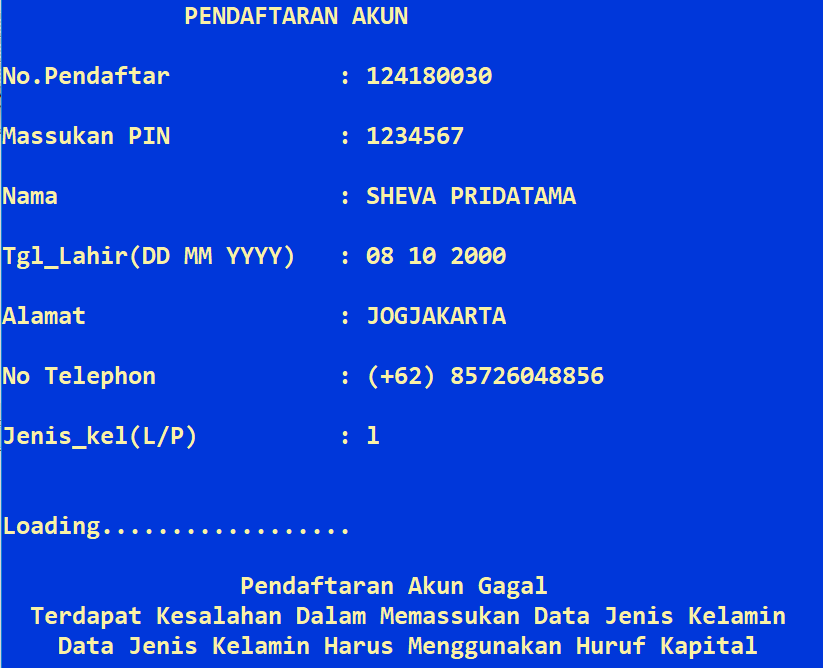 PENDAFTARAN AKUN
No.Pendaftar : 124180030
Massukan PIN : 1234567
Nama : SHEVA PRIDATAMA
Tgl_Lahir(DD MM YYYY) : 08 10 2000
Alamat : JOGJAKARTA
No Telephon : (+62) 85726048856
Jenis_kel(L/P) : l
Loading..................
Pendaftaran Akun Gagal
Terdapat Kesalahan Dalam Memassukan Data Jenis Kelamin
Data Jenis Kelamin Harus Menggunakan Huruf Kapital